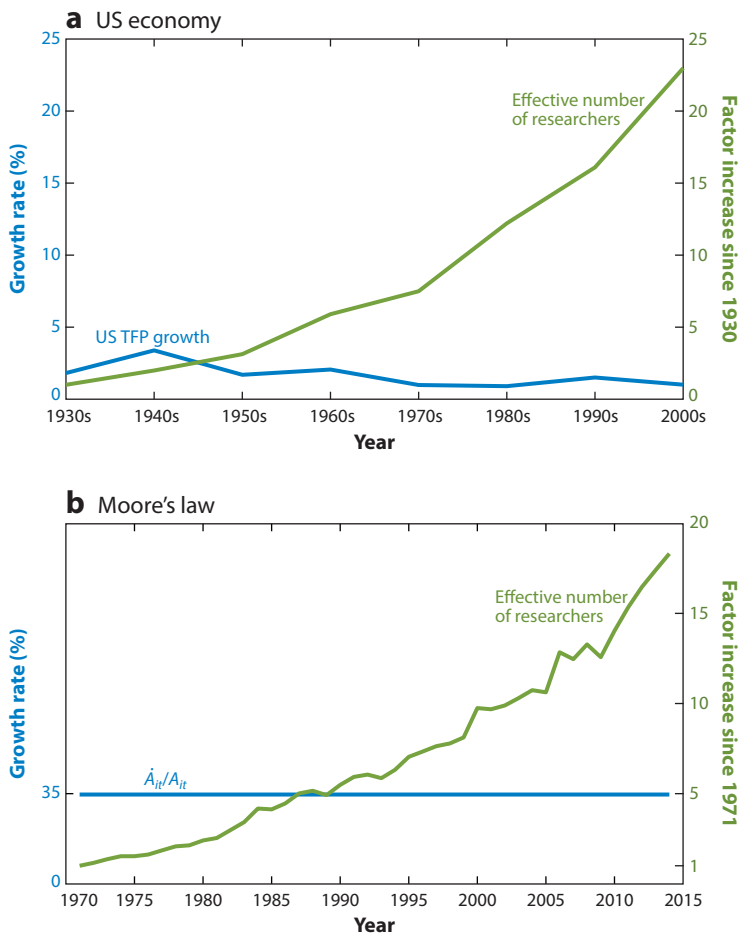 a US economy
25
20
15
10
5
0
Growth rate (%)
25
20
15
10
5
1
0
Factor increase since 1930
Effective number
of researchers
US TFP growth
1930s 1940s 1950s 1960s 1970s 1980s 1990s 2000s
Year
b Moore's law
35
0
Growth rate (%)
20
15
10
5
1
Factor increase since 1971
Effective number
of researchers
Ȧit/Ait
1970 1975 1980 1985 1990 1995 2000 2005 2010 2015
Year